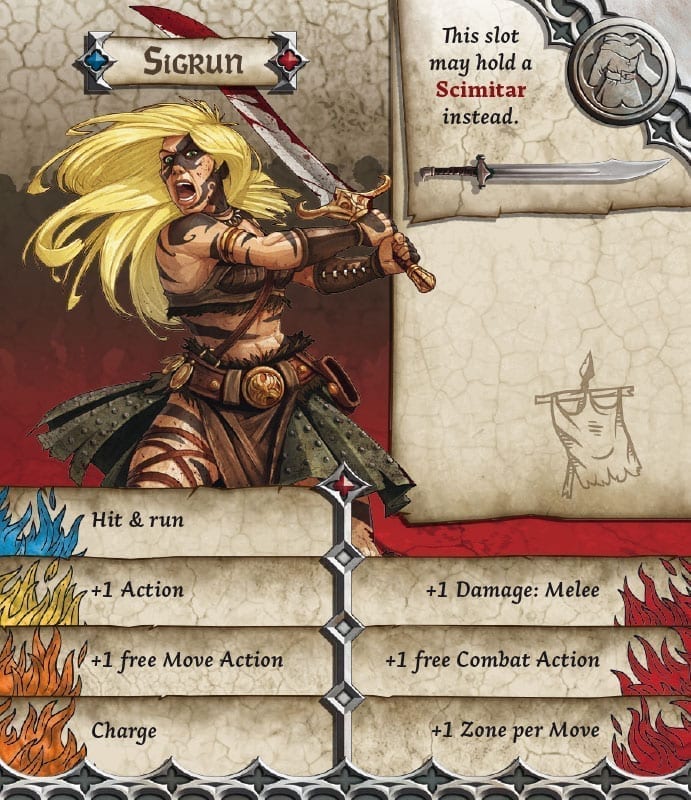 Sigrun
This slot
may hold a
Scimitar
instead.
Hit & run
+1 Action
+1 Damage: Melee
+1 free Move Action
+1 free Combat Action
Charge
+1 Zone per Move